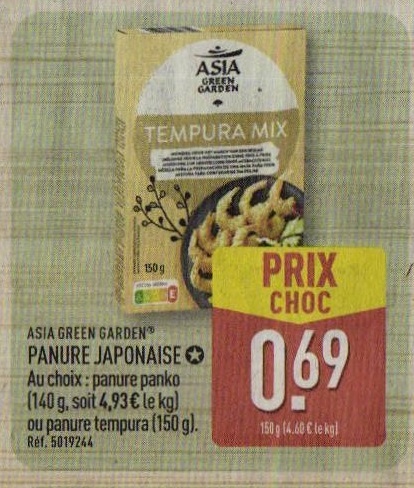 ASIA
GREEN
GARDEN
TEMPURA MIX
150 g
E
PRIX
CHOC
0.69
150 g (4.60 € le kg)
ASIA GREEN GARDEN®
PANURE JAPONAISE
Au choix : panure panko
(140 g, soit 4,93 € le kg)
ou panure tempura (150 g).
Réf. 5019244